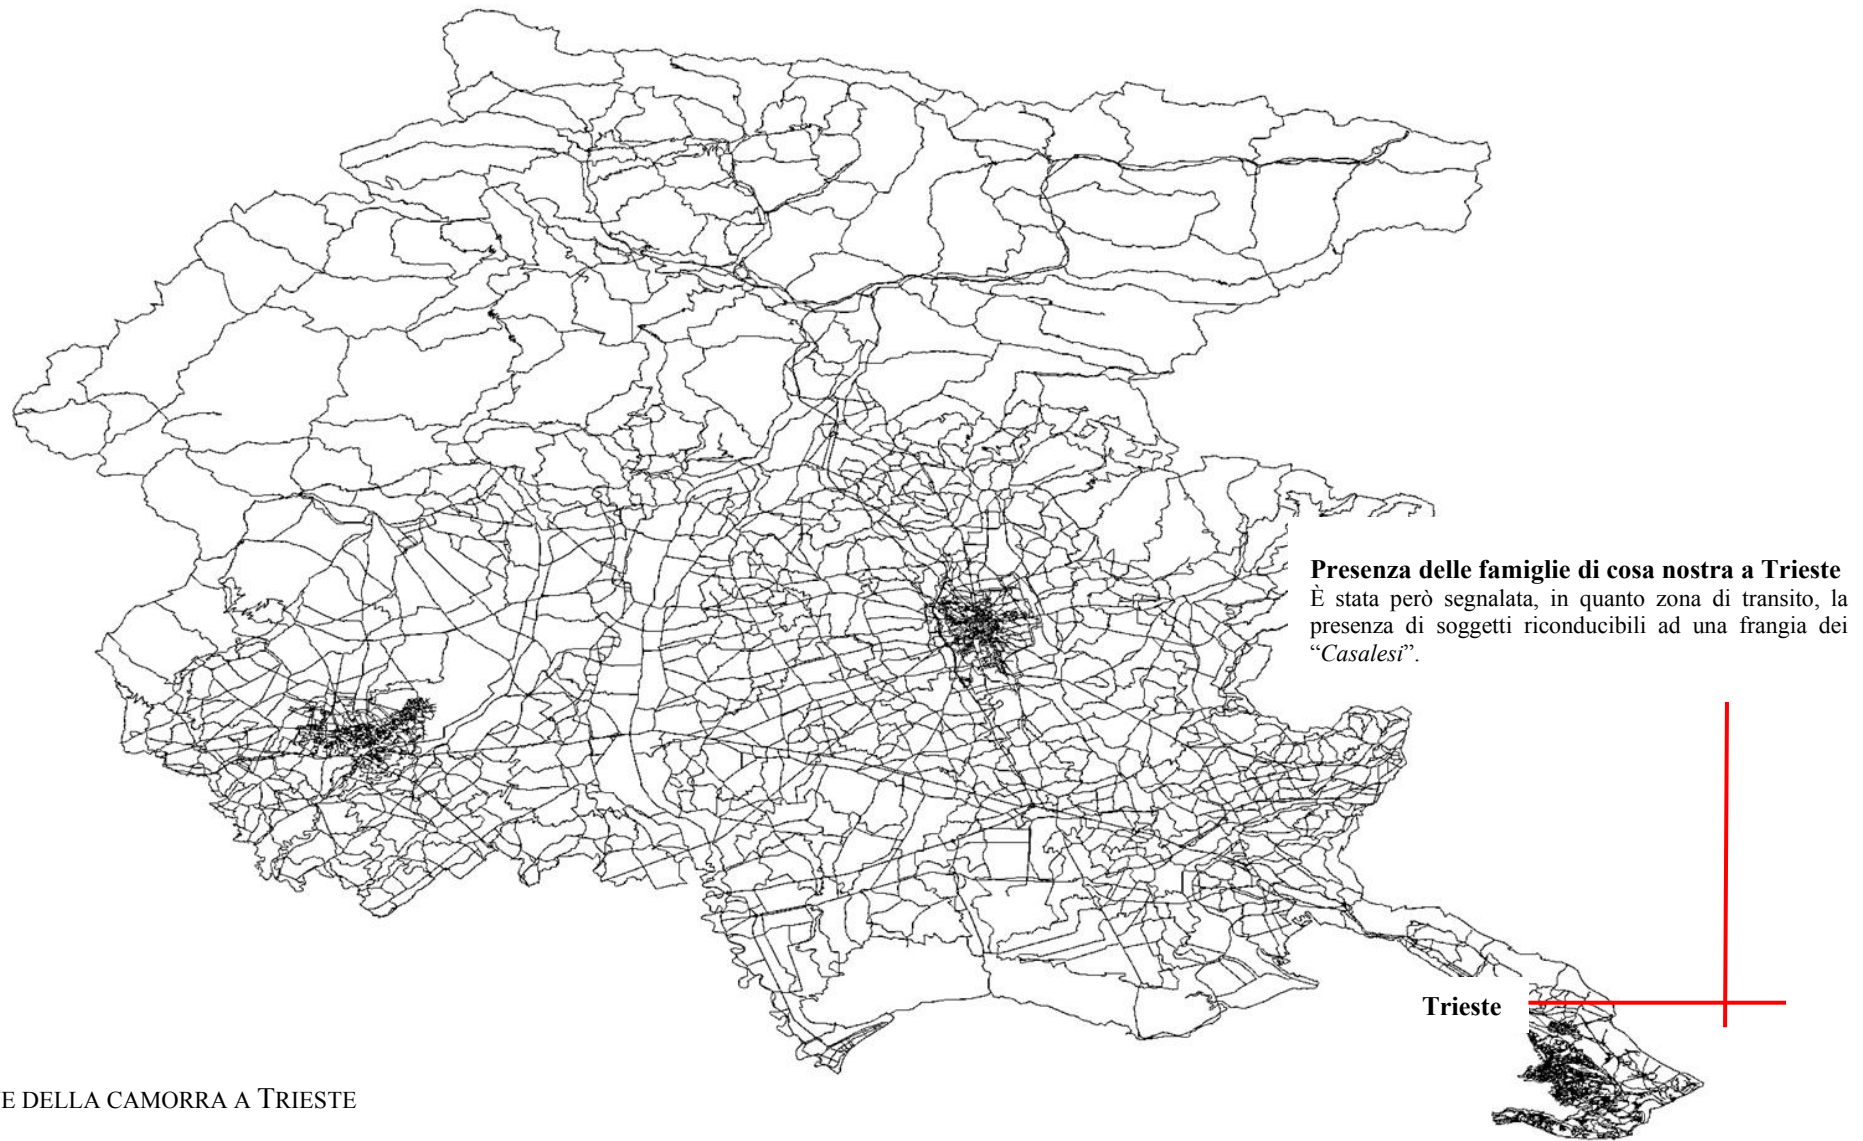 Presenza delle famiglie di cosa nostra a Trieste
È stata però segnalata, in quanto zona di transito, la
presenza di soggetti riconducibili ad una frangia dei
“Casalesi”.
Trieste
E DELLA CAMORRA A TRIESTE